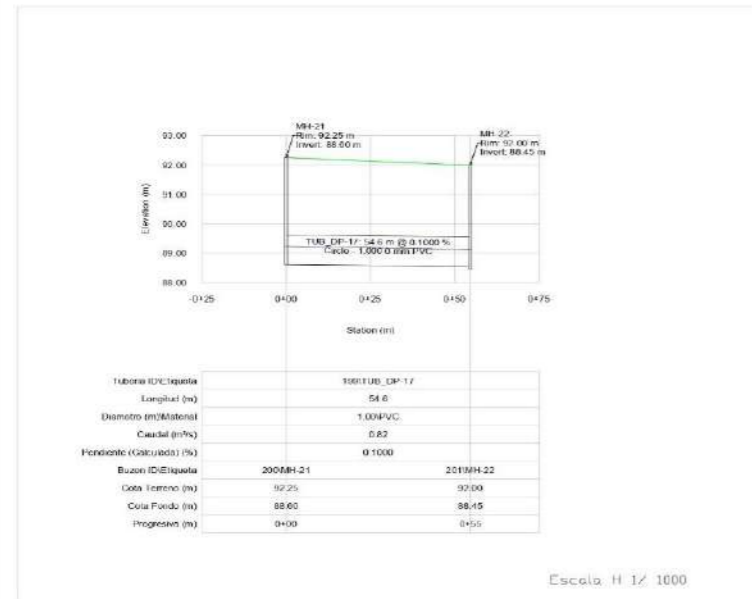 MH-21
Rim: 92.25 m
Invert: 88.60 m
MH-22
Rim: 92.00 m
Invert: 88.45 m
93.00
92.00
91.00
90.00
89.00
88.00
Elevation (m)
TUB_DP-17: 54.6 m @ 0.1000 %
Circle - 1,000.0 mm PVC
-0+25 0+00 0+25 0+50 0+75
Station (m)
Tuberia ID\Etiqueta 199\TUB_DP-17
Longitud (m) 54.6
Diametro (m)\Material 1.00\PVC
Caudal (m³/s) 0.82
Pendiente (Calculada) (%) 0.1000
Buzon ID\Etiqueta 200\MH-21 201\MH-22
Cota Terreno (m) 92.25 92.00
Cota Fondo (m) 88.60 88.45
Progresiva (m) 0+00 0+55
Escala H 1/ 1000